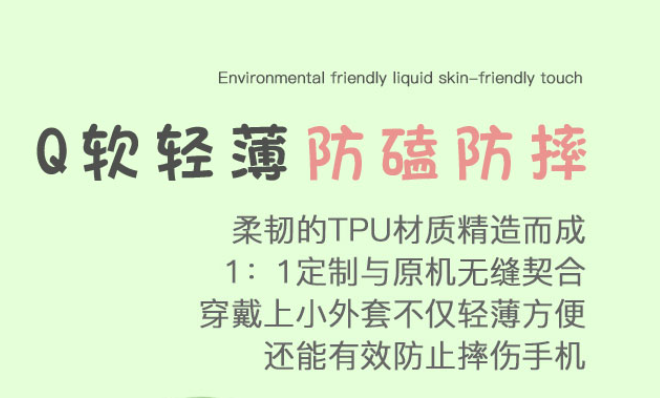 Environmental friendly liquid skin-friendly touch
Q软轻薄防磕防摔
柔韧的TPU材质精造而成
1：1定制与原机无缝契合
穿戴上小外套不仅轻薄方便
还能有效防止摔伤手机